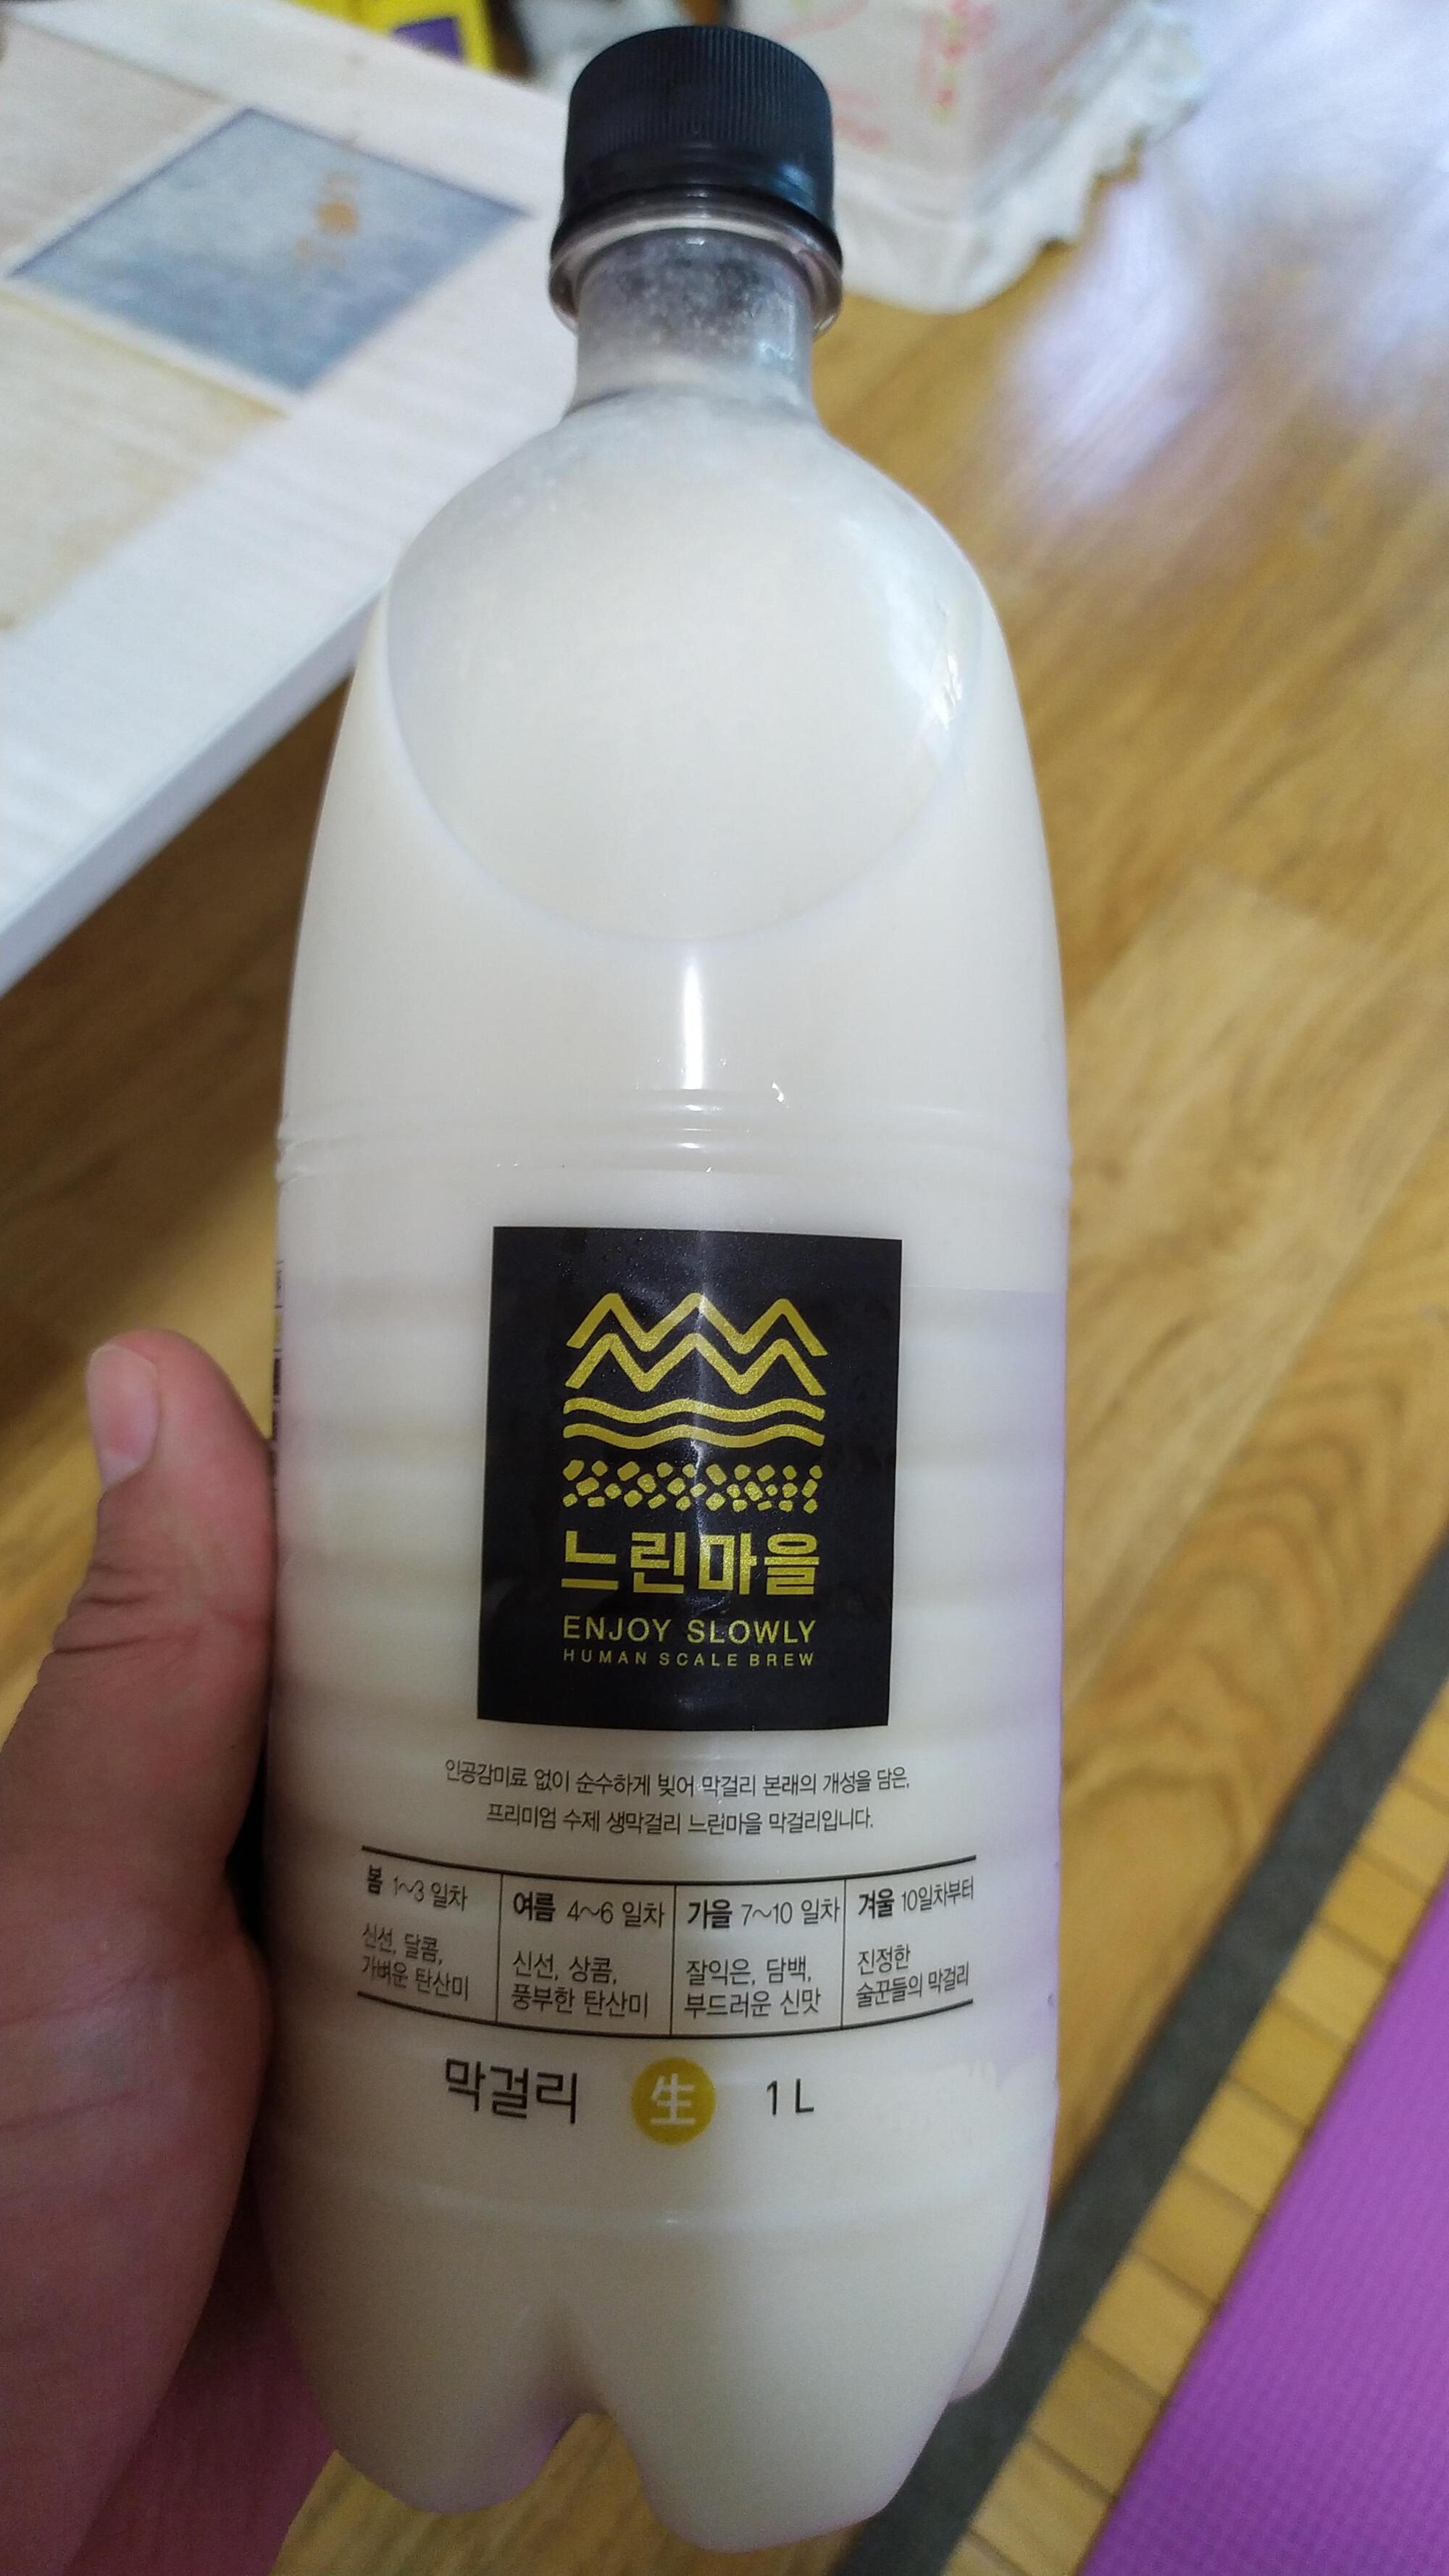 느린마을
ENJOY SLOWLY
HUMAN SCALE BREW
인공감미료 없이 순수하게 빚어 막걸리 본래의 개성을 담은,
프리미엄 수제 생막걸리 느린마을 막걸리입니다.
봄 1~3 일차
신선, 달콤,
가벼운 탄산미
여름 4~6 일차
신선, 상콤,
풍부한 탄산미
가을 7~10 일차
잘익은, 담백,
부드러운 신맛
겨울 10일차부터
진정한
술꾼들의 막걸리
막걸리 生 1L